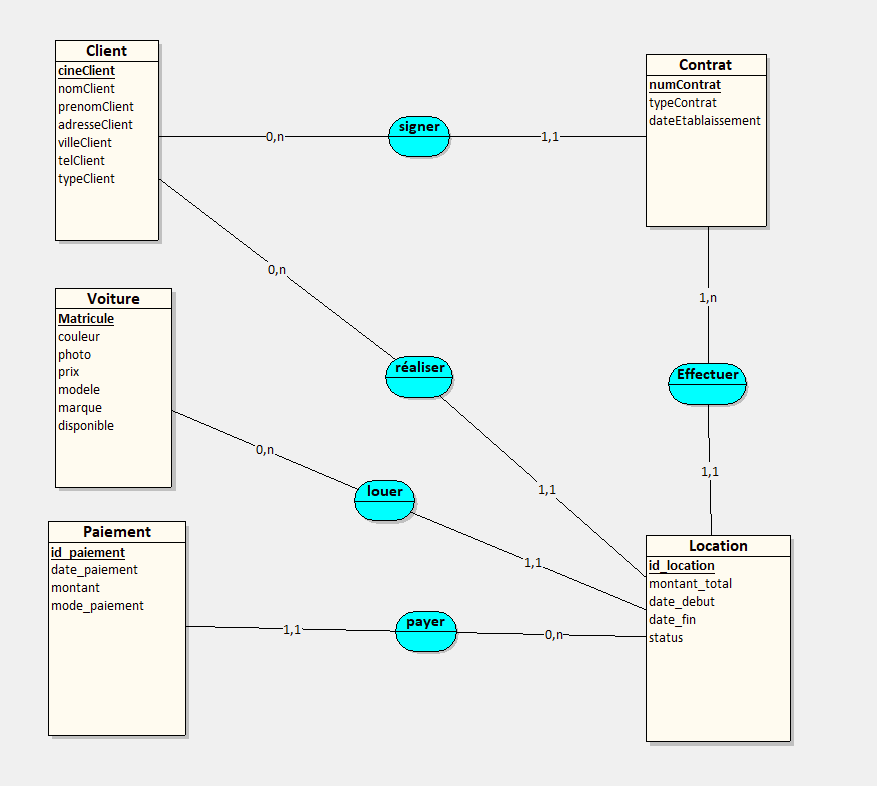 Client
cineClient
nomClient
prenomClient
adresseClient
villeClient
telClient
typeClient
0,n
signer
1,1
Contrat
numContrat
typeContrat
dateEtablaissement
0,n
1,n
Voiture
Matricule
couleur
photo
prix
modele
marque
disponible
réaliser
Effectuer
0,n
louer
1,1
1,1
1,1
Paiement
id_paiement
date_paiement
montant
mode_paiement
1,1
payer
0,n
Location
id_location
montant_total
date_debut
date_fin
status